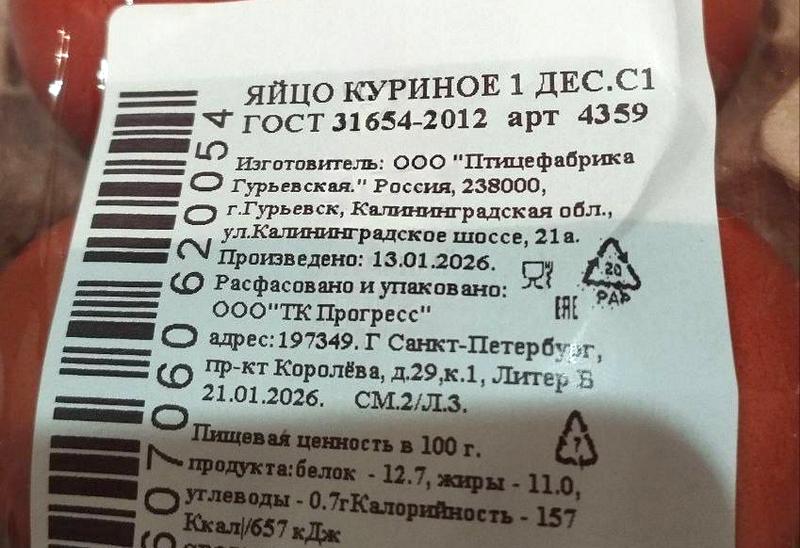 ЯЙЦО КУРИНОЕ 1 ДЕС.С1
ГОСТ 31654-2012 арт 4359
Изготовитель: ООО "Птицефабрика
Гурьевская." Россия, 238000,
г.Гурьевск, Калининградская обл.,
ул.Калининградское шоссе, 21а.
Произведено: 13.01.2026.
Расфасовано и упаковано:
ООО"ТК Прогресс"
адрес:197349. Г Санкт-Петербург,
пр-кт Королёва, д.29,к.1, Литер Б
21.01.2026. СМ.2/Л.3.
Пищевая ценность в 100 г.
продукта:белок - 12.7, жиры - 11.0,
углеводы - 0.7гКалорийность - 157
Ккал|/657 кДж
20
PAP
EAC
?
607060620054